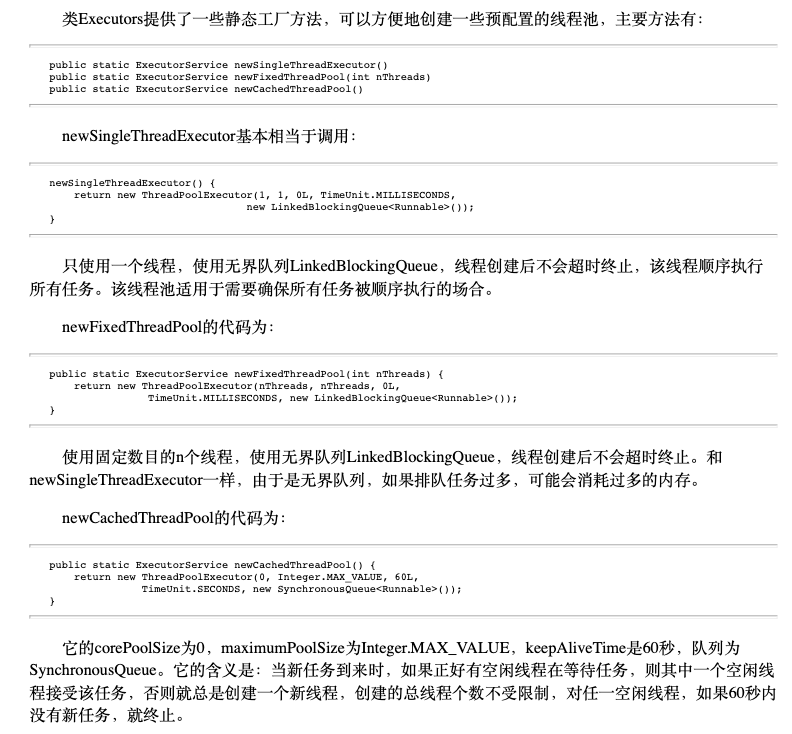 类Executors提供了一些静态工厂方法，可以方便地创建一些预配置的线程池，主要方法有：
public static ExecutorService newSingleThreadExecutor()
public static ExecutorService newFixedThreadPool(int nThreads)
public static ExecutorService newCachedThreadPool()
newSingleThreadExecutor基本相当于调用：
newSingleThreadExecutor() {
    return new ThreadPoolExecutor(1, 1, 0L, TimeUnit.MILLISECONDS,
                                new LinkedBlockingQueue<Runnable>());
}
只使用一个线程，使用无界队列LinkedBlockingQueue，线程创建后不会超时终止，该线程顺序执行
所有任务。该线程池适用于需要确保所有任务被顺序执行的场合。
newFixedThreadPool的代码为：
public static ExecutorService newFixedThreadPool(int nThreads) {
    return new ThreadPoolExecutor(nThreads, nThreads, 0L,
                TimeUnit.MILLISECONDS, new LinkedBlockingQueue<Runnable>());
}
使用固定数目的n个线程，使用无界队列LinkedBlockingQueue，线程创建后不会超时终止。和
newSingleThreadExecutor一样，由于是无界队列，如果排队任务过多，可能会消耗过多的内存。
newCachedThreadPool的代码为：
public static ExecutorService newCachedThreadPool() {
    return new ThreadPoolExecutor(0, Integer.MAX_VALUE, 60L,
               TimeUnit.SECONDS, new SynchronousQueue<Runnable>());
}
它的corePoolSize为0，maximumPoolSize为Integer.MAX_VALUE，keepAliveTime是60秒，队列为
SynchronousQueue。它的含义是：当新任务到来时，如果正好有空闲线程在等待任务，则其中一个空闲线
程接受该任务，否则就总是创建一个新线程，创建的总线程个数不受限制，对任一空闲线程，如果60秒内
没有新任务，就终止。